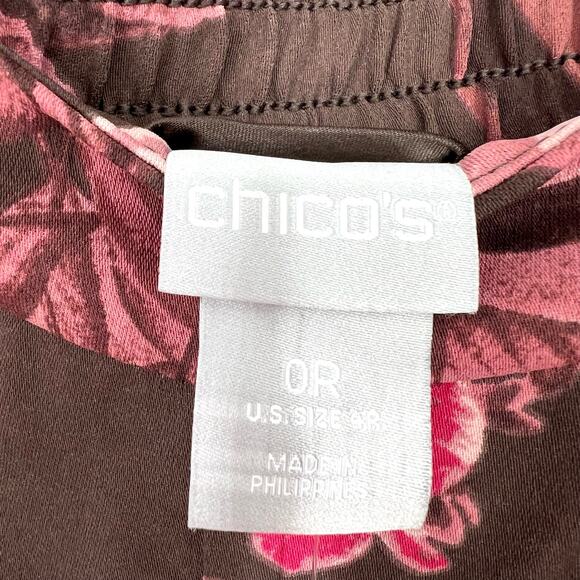 chico's®
0R
U.S. SIZE 4R
MADE IN
PHILIPPINES